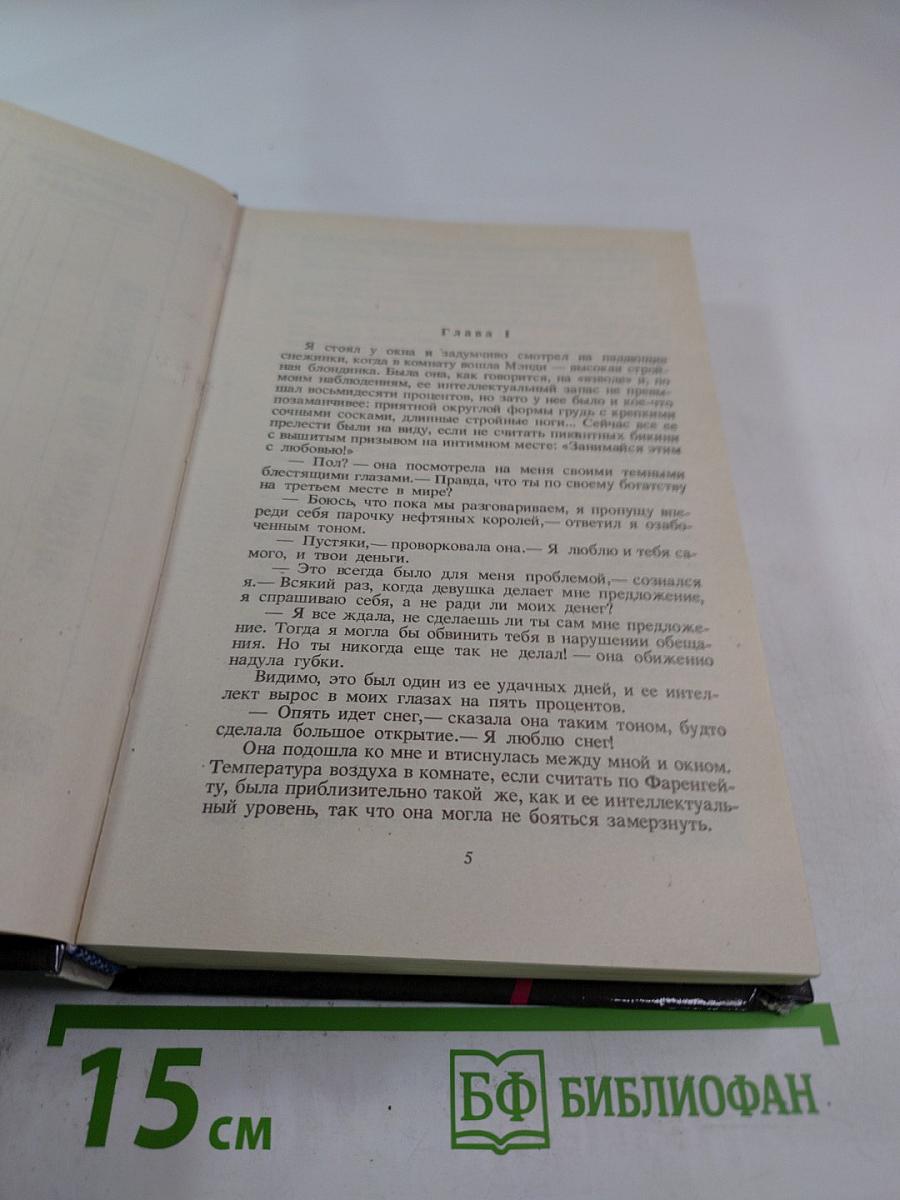 Глава I
Я стоял у окна и задумчиво смотрел на падающие
снежинки, когда в комнату вошла Мэнди — высокая строй-
ная блондинка. Была она, как говорится, на «взводе» и, по
моим наблюдениям, ее интеллектуальный запас не превы-
шал восьмидесяти процентов, но зато у нее было и кое-что
позаманчивее: приятной округлой формы грудь с крепкими
сочными сосками, длинные стройные ноги... Сейчас все ее
прелести были на виду, если не считать пикантных бикини
с вышитым призывом на интимном месте: «Занимайся этим
с любовью!»
— Пол? — она посмотрела на меня своими темными
блестящими глазами.— Правда, что ты по своему богатству
на третьем месте в мире?
— Боюсь, что пока мы разговариваем, я пропущу впе-
реди себя парочку нефтяных королей,— ответил я озабо-
ченным тоном.
— Пустяки,— проворковала она.— Я люблю и тебя са-
мого, и твои деньги.
— Это всегда было для меня проблемой,— сознался
я.— Всякий раз, когда девушка делает мне предложение,
я спрашиваю себя, а не ради ли моих денег?
— Я все ждала, не сделаешь ли ты сам мне предложе-
ние. Тогда я могла бы обвинить тебя в нарушении обеща-
ния. Но ты никогда еще так не делал! — она обиженно
надула губки.
Видимо, это был один из ее удачных дней, и ее интел-
лект вырос в моих глазах на пять процентов.
— Опять идет снег,— сказала она таким тоном, будто
сделала большое открытие.— Я люблю снег!
Она подошла ко мне и втиснулась между мной и окном.
Температура воздуха в комнате, если считать по Фаренгей-
ту, была приблизительно такой же, как и ее интеллектуаль-
ный уровень, так что она могла не бояться замерзнуть.
5
15 см
БФ БИБЛИОФАН